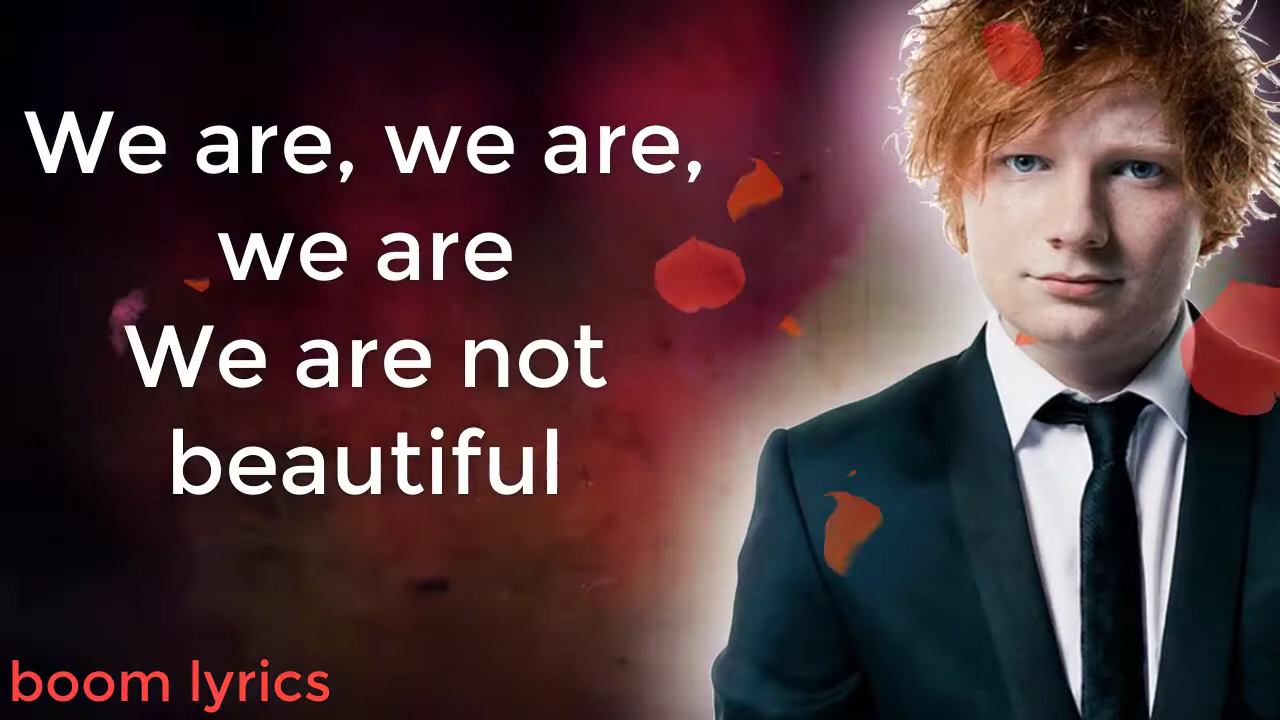 We are, we are,
we are
We are not
beautiful
boom lyrics